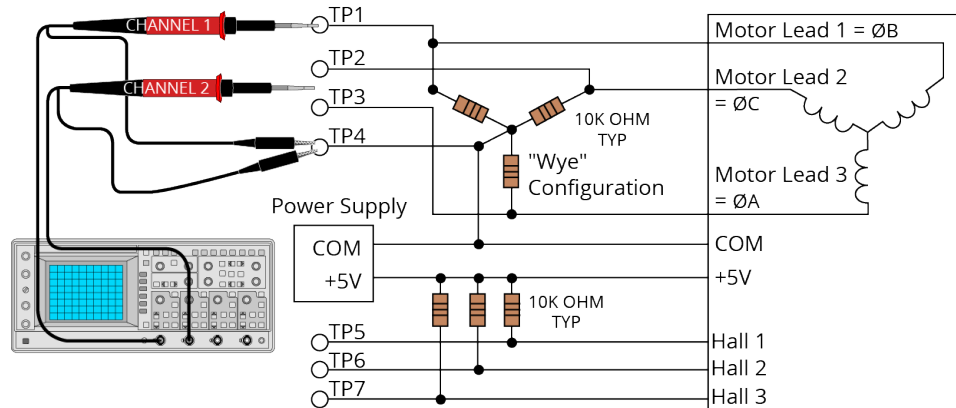 CHANNEL 1
TP1
Motor Lead 1 = ØB
TP2
CHANNEL 2
Motor Lead 2
= ØC
TP3
10K OHM
TYP
TP4
"Wye"
Configuration
Motor Lead 3
= ØA
Power Supply
COM
COM
+5V
+5V
10K OHM
TYP
TP5
Hall 1
TP6
Hall 2
TP7
Hall 3